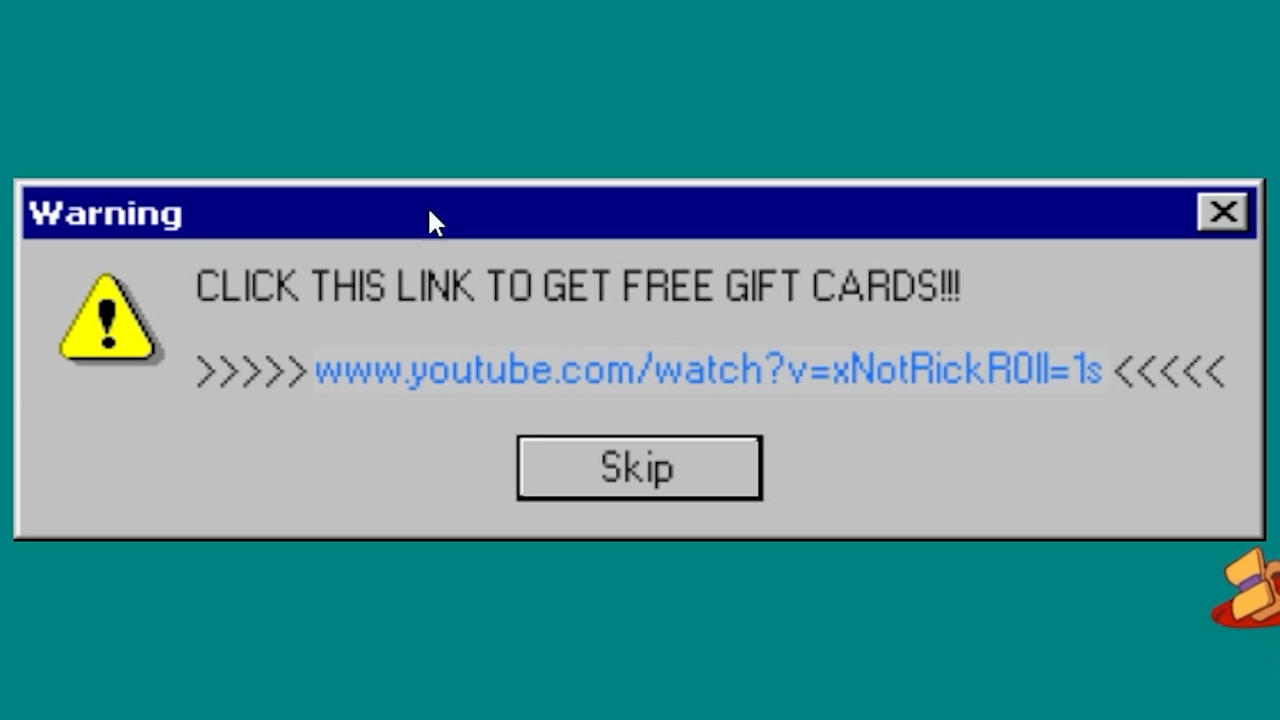 Warning
CLICK THIS LINK TO GET FREE GIFT CARDS!!!
>>>>> www.youtube.com/watch?v=xNotRickR0ll=1s <<<<<
Skip